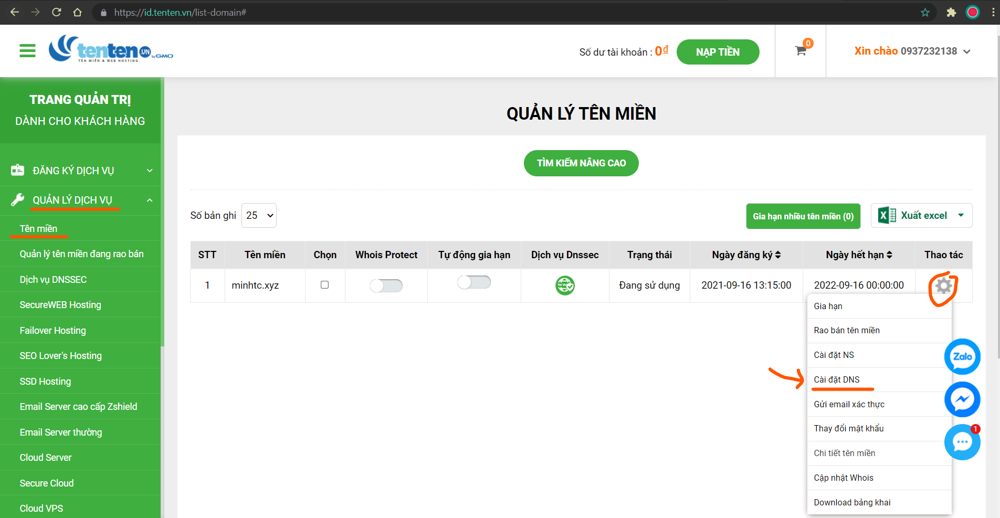 https://id.tenten.vn/list-domain#
tenten.vn by GMO
TÊN MIỀN & WEB HOSTING
Số dư tài khoản : 0đ
NẠP TIỀN
0
Xin chào 0937232138
TRANG QUẢN TRỊ
DÀNH CHO KHÁCH HÀNG
ĐĂNG KÝ DỊCH VỤ
QUẢN LÝ DỊCH VỤ
Tên miền
Quản lý tên miền đang rao bán
Dịch vụ DNSSEC
SecureWEB Hosting
Failover Hosting
SEO Lover's Hosting
SSD Hosting
Email Server cao cấp Zshield
Email Server thường
Cloud Server
Secure Cloud
Cloud VPS
QUẢN LÝ TÊN MIỀN
TÌM KIẾM NÂNG CAO
Số bản ghi 25
Gia hạn nhiều tên miền (0)
Xuất excel
STT Tên miền Chọn Whois Protect Tự động gia hạn Dịch vụ Dnssec Trạng thái Ngày đăng ký Ngày hết hạn Thao tác
1 minhtc.xyz Đang sử dụng 2021-09-16 13:15:00 2022-09-16 00:00:00
Gia hạn
Rao bán tên miền
Cài đặt NS
Cài đặt DNS
Gửi email xác thực
Thay đổi mật khẩu
Chi tiết tên miền
Cập nhật Whois
Download bảng khai
Zalo
1